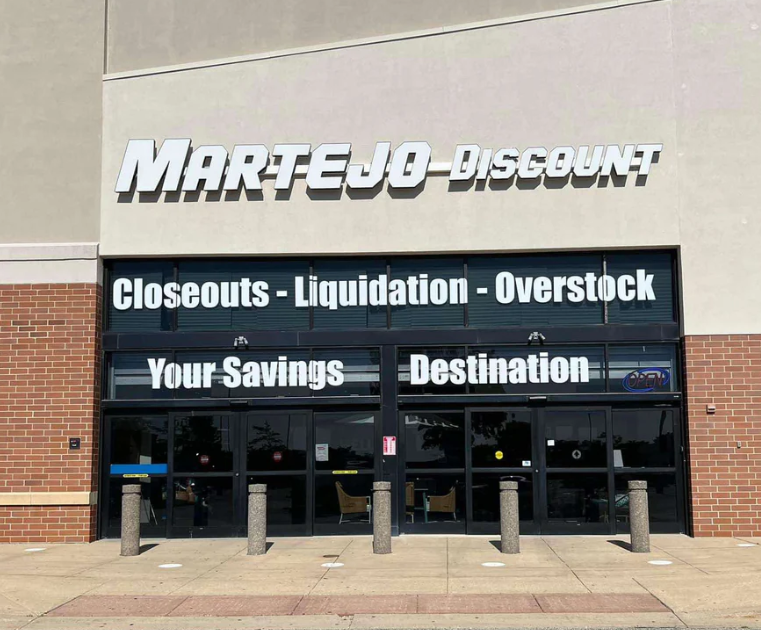 MARTEJO DISCOUNT
Closeouts - Liquidation - Overstock
Your Savings Destination
OPEN